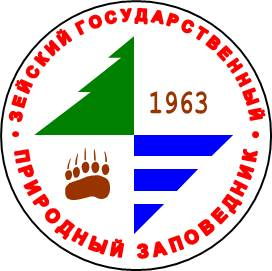 ЗЕЙСКИЙ ГОСУДАРСТВЕННЫЙ
1963
ПРИРОДНЫЙ ЗАПОВЕДНИК